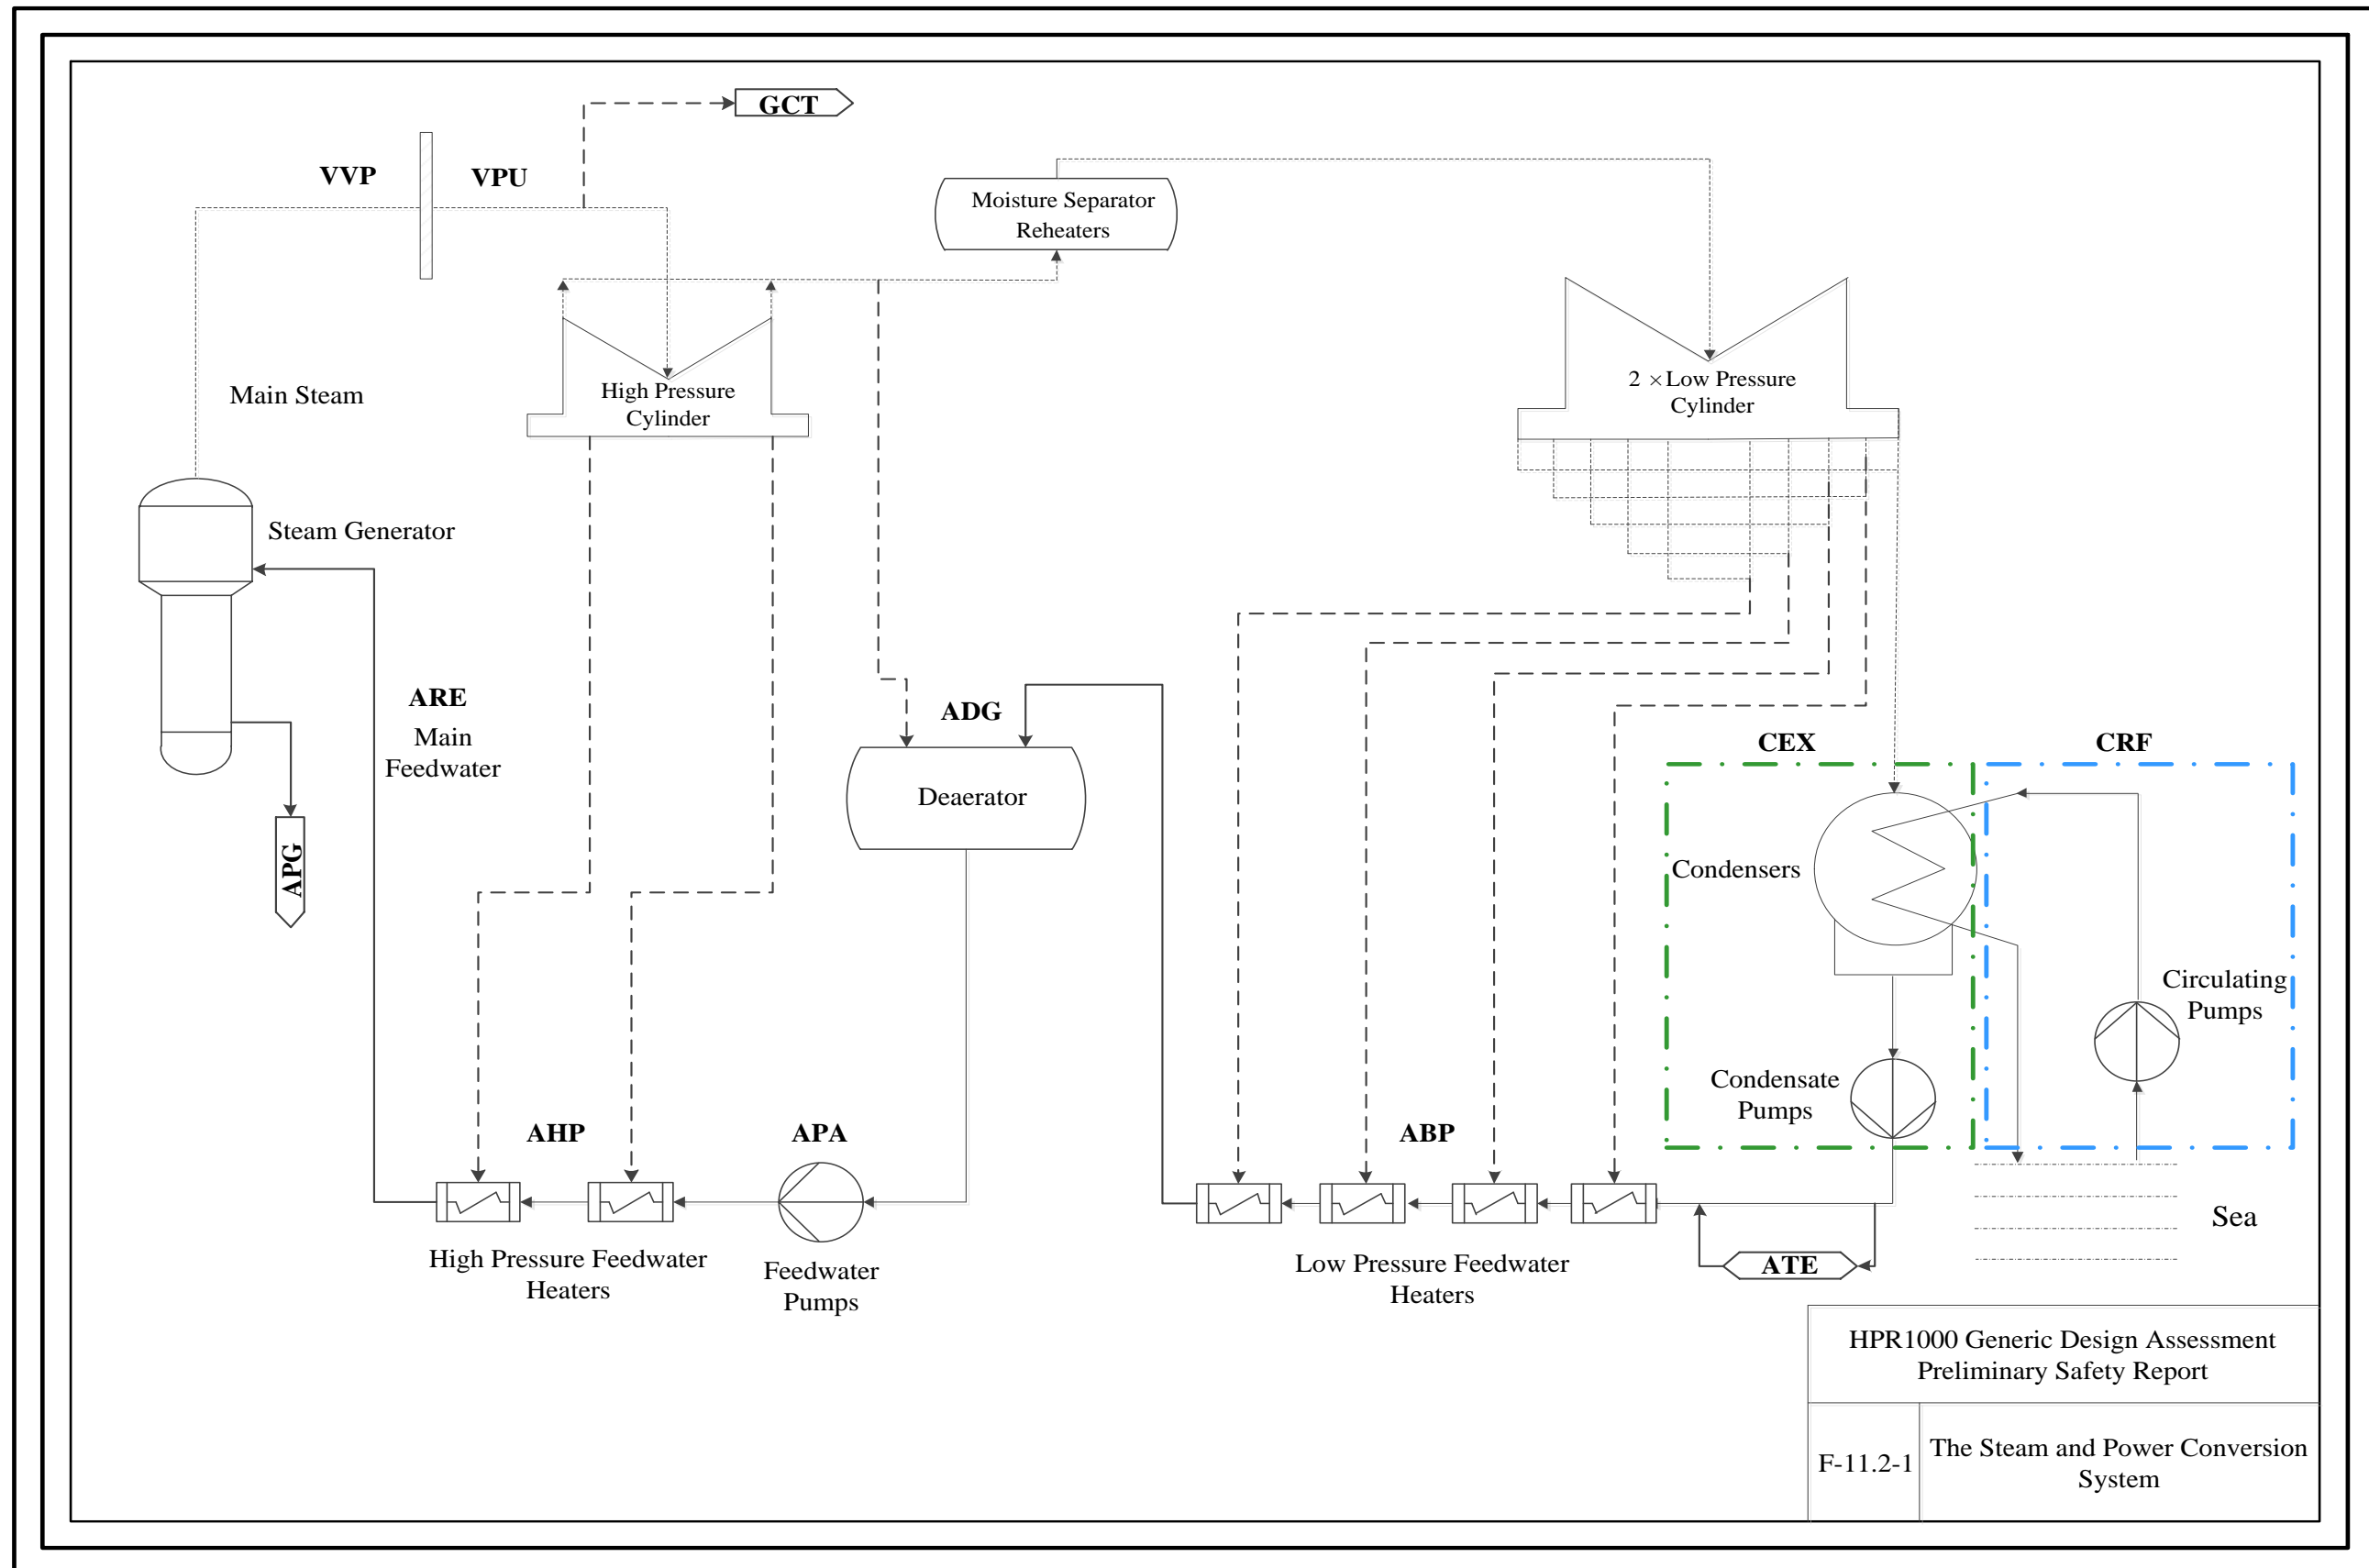 GCT
VVP
VPU
Moisture Separator
Reheaters
Main Steam
High Pressure
Cylinder
2 ×Low Pressure
Cylinder
Steam Generator
ARE
Main
Feedwater
ADG
CEX
CRF
Deaerator
APG
Condensers
Circulating
Pumps
Condensate
Pumps
AHP
APA
ABP
High Pressure Feedwater
Heaters
Feedwater
Pumps
Low Pressure Feedwater
Heaters
ATE
Sea
HPR1000 Generic Design Assessment
Preliminary Safety Report
F-11.2-1
The Steam and Power Conversion
System